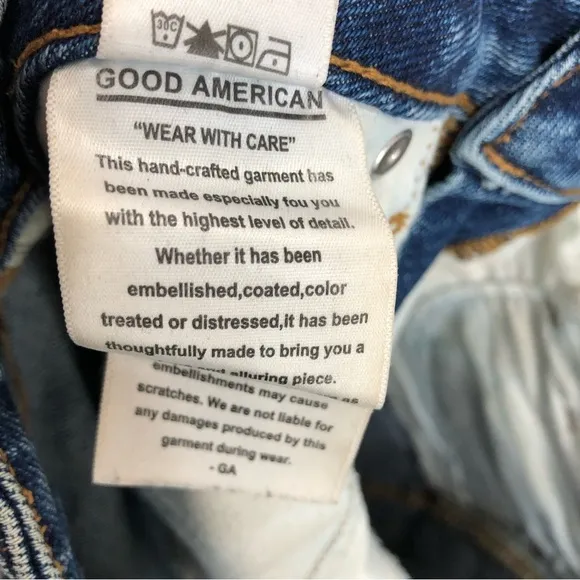 30C
GOOD AMERICAN
"WEAR WITH CARE"
This hand-crafted garment has
been made especially fou you
with the highest level of detail.
Whether it has been
embellished,coated,color
treated or distressed,it has been
thoughtfully made to bring you a
and alluring piece.
embellishments may cause as
scratches. We are not liable for
any damages produced by this
garment during wear.
- GA